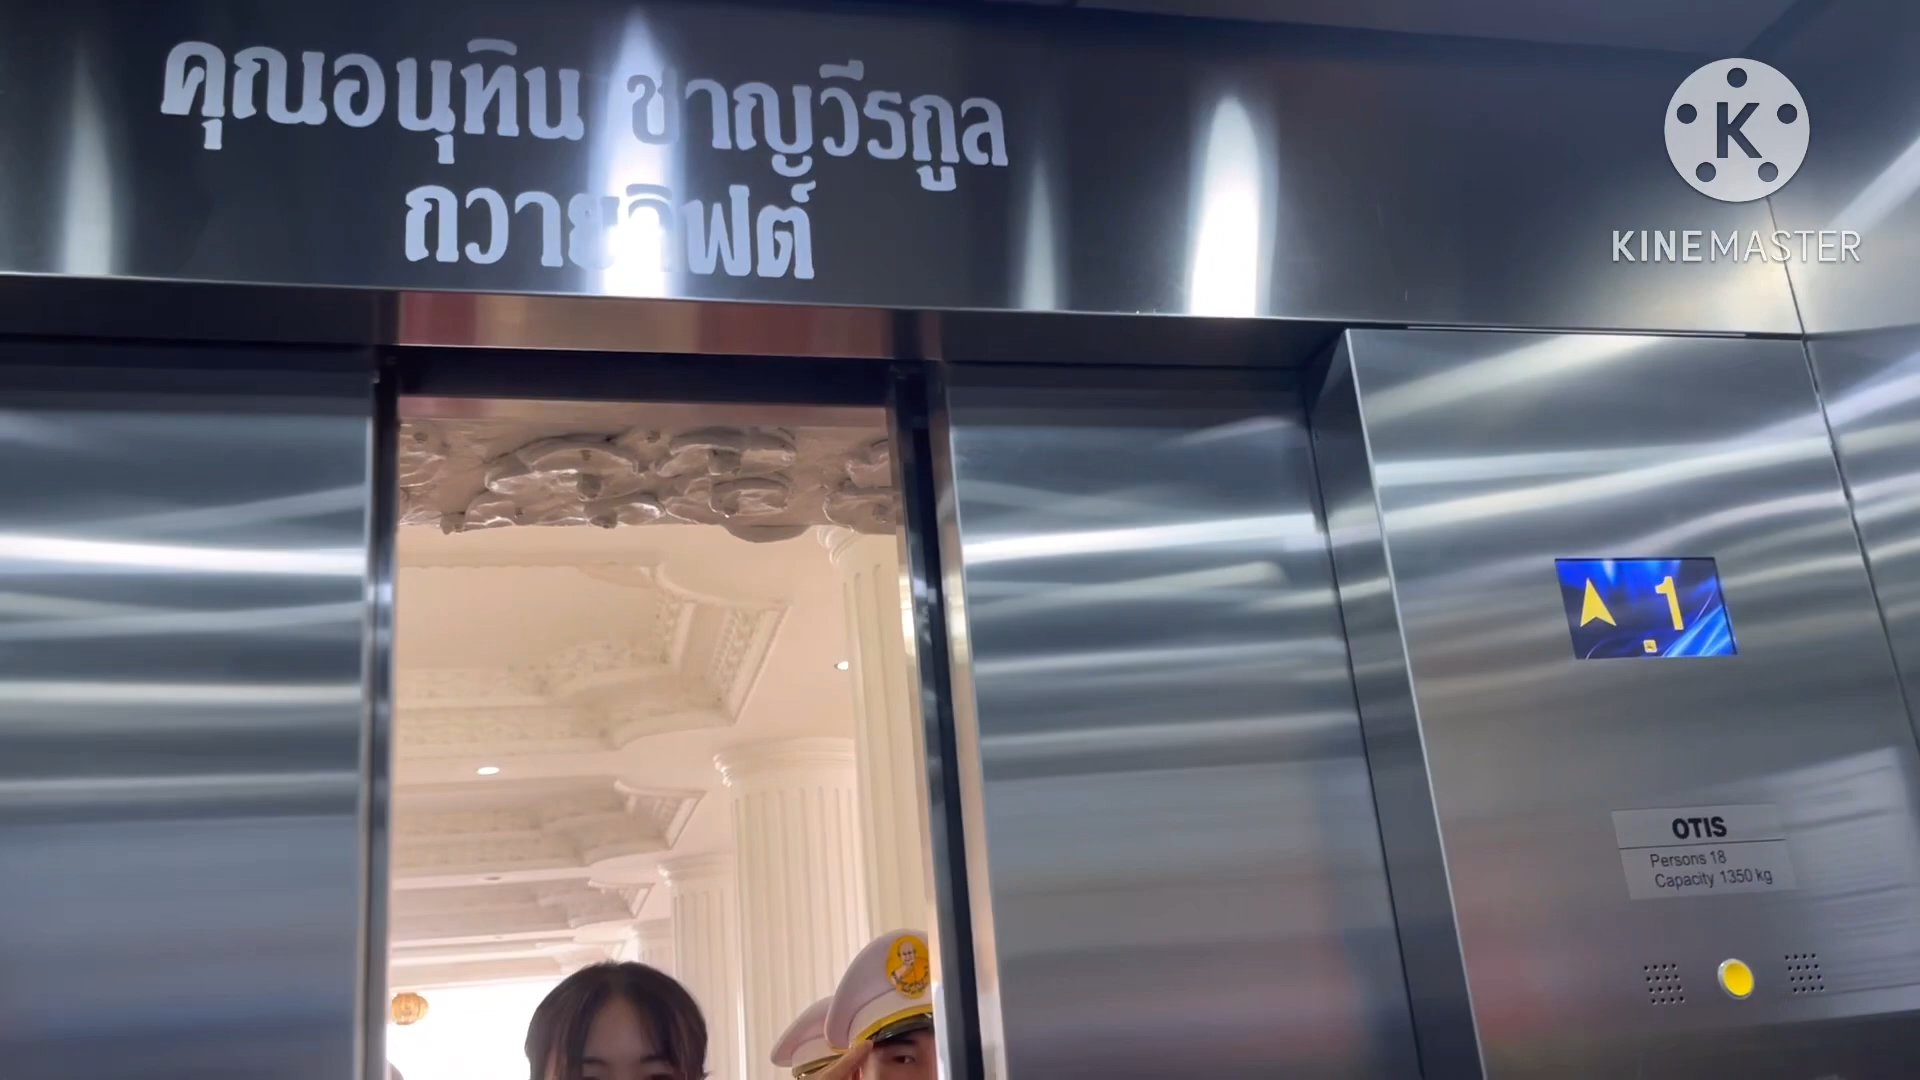 คุณอนุทิน ชาญวีรกูล
ถวายลิฟต์
K
KINEMASTER
1
OTIS
Persons 18
Capacity 1350 kg